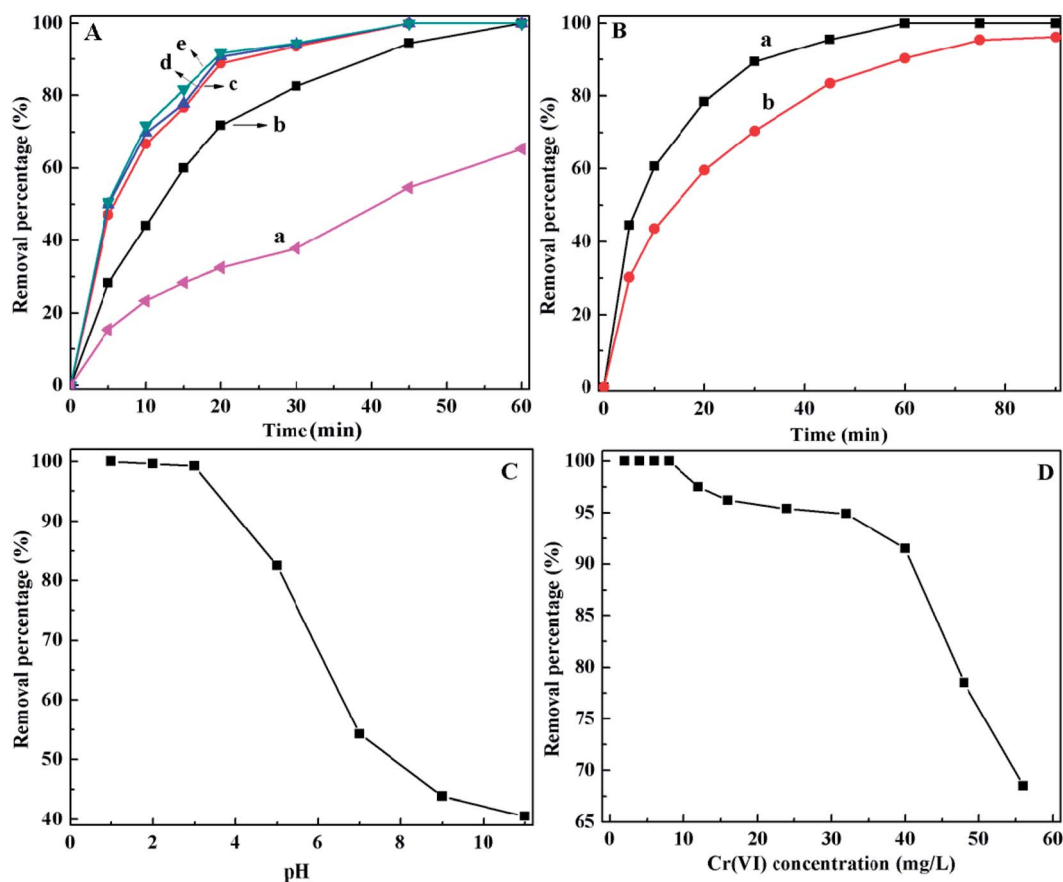 A
Removal percentage (%)
100
80
60
40
20
0
e
d
c
b
a
0 10 20 30 40 50 60
Time (min)
B
Removal percentage (%)
100
80
60
40
20
0
a
b
0 20 40 60 80
Time (min)
C
Removal percentage (%)
100
90
80
70
60
50
40
0 2 4 6 8 10
pH
D
Removal percentage (%)
100
95
90
85
80
75
70
65
0 10 20 30 40 50 60
Cr(VI) concentration (mg/L)